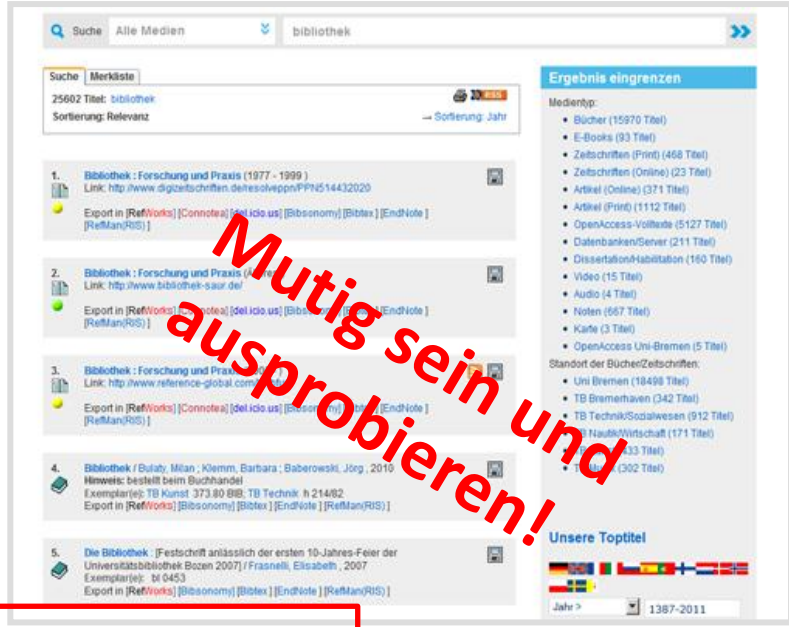 Suche Alle Medien bibliothek
Suche Merkliste
25602 Titel: bibliothek RSS
Sortierung: Relevanz → Sortierung: Jahr
1. Bibliothek : Forschung und Praxis (1977 - 1999 )
Link: http://www.digizeitschriften.de/resolveppn/PPN514432020
Export in [RefWorks] [Connotea] [del.icio.us] [Bibsonomy] [Bibtex ] [EndNote ]
[RefMan(RIS) ]
2. Bibliothek : Forschung und Praxis
Link: http://www.bibliothek-saur.de/
Export in [RefWorks] [Connotea] [del.icio.us] [Bibsonomy] [EndNote ]
[RefMan(RIS) ]
3. Bibliothek : Forschung und Praxis
Link: http://www.reference-global.com/
Export in [RefWorks] [Connotea] [del.icio.us] [EndNote ]
[RefMan(RIS) ]
4. Bibliothek / Bulaty, Milan ; Klemm, Barbara ; Baberowski, Jörg , 2010
Hinweis: bestellt beim Buchhandel
Exemplar(e): TB Kunst 373.80 BIB; TB Technik h 214/82
Export in [RefWorks] [Bibsonomy] [Bibtex ] [EndNote ] [RefMan(RIS) ]
5. Die Bibliothek : [Festschrift anlässlich der ersten 10-Jahres-Feier der
Universitätsbibliothek Bozen 2007] / Frasnelli, Elisabeth , 2007
Exemplar(e): bl 0453
Export in [RefWorks] [Bibsonomy] [Bibtex ] [EndNote ] [RefMan(RIS) ]
Mutig sein und
ausprobieren!
Ergebnis eingrenzen
Medientyp:
Bücher (15970 Titel)
E-Books (93 Titel)
Zeitschriften (Print) (468 Titel)
Zeitschriften (Online) (23 Titel)
Artikel (Online) (371 Titel)
Artikel (Print) (1112 Titel)
OpenAccess-Volltexte (5127 Titel)
Datenbanken/Server (211 Titel)
Dissertation/Habilitation (160 Titel)
Video (15 Titel)
Audio (4 Titel)
Noten (667 Titel)
Karte (3 Titel)
OpenAccess Uni-Bremen (5 Titel)
Standort der Bücher/Zeitschriften:
Uni Bremen (18498 Titel)
TB Bremerhaven (342 Titel)
TB Technik/Sozialwesen (912 Titel)
TB Nautik/Wirtschaft (171 Titel)
(433 Titel)
(302 Titel)
Unsere Toptitel
Jahr > 1387-2011